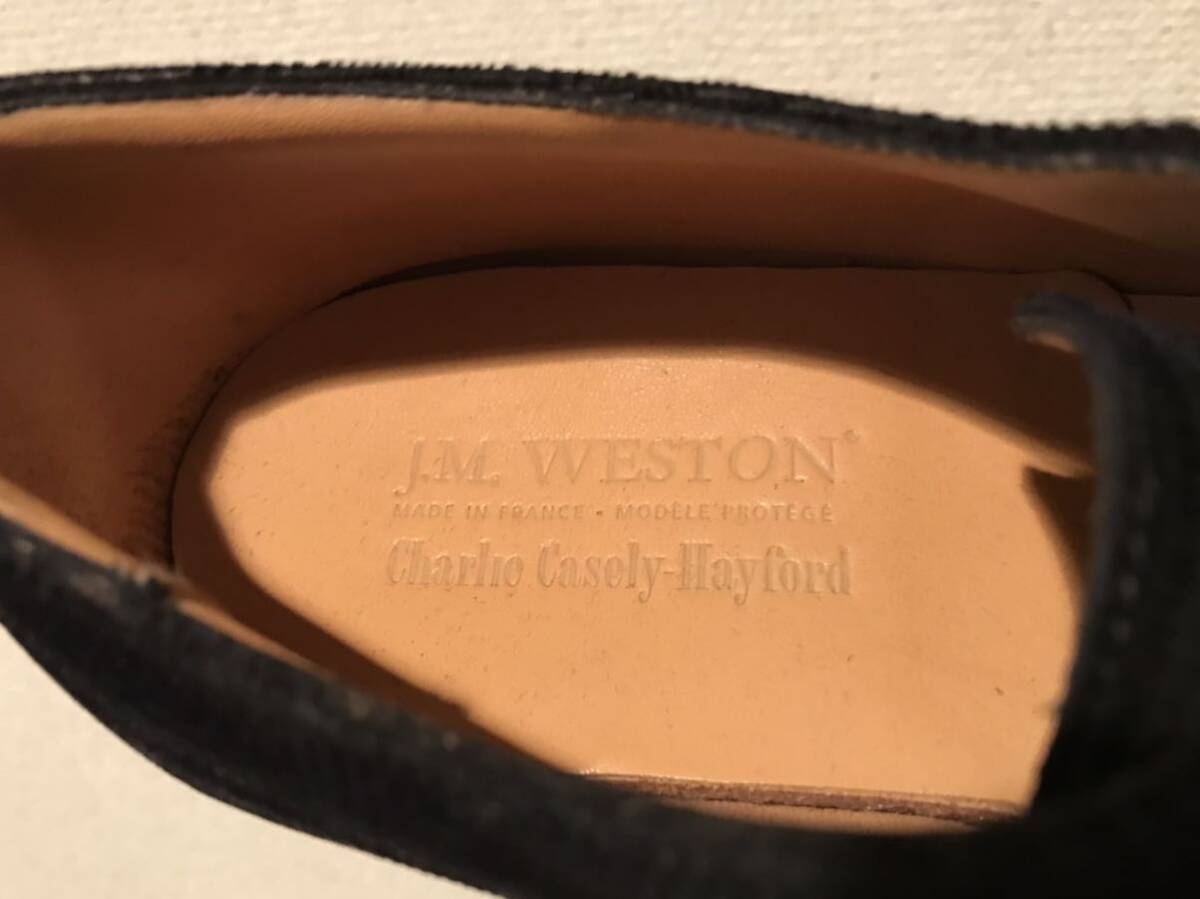 J.M. WESTON®
MADE IN FRANCE • MODÈLE PROTÉGÉ
Charlie Casely-Hayford